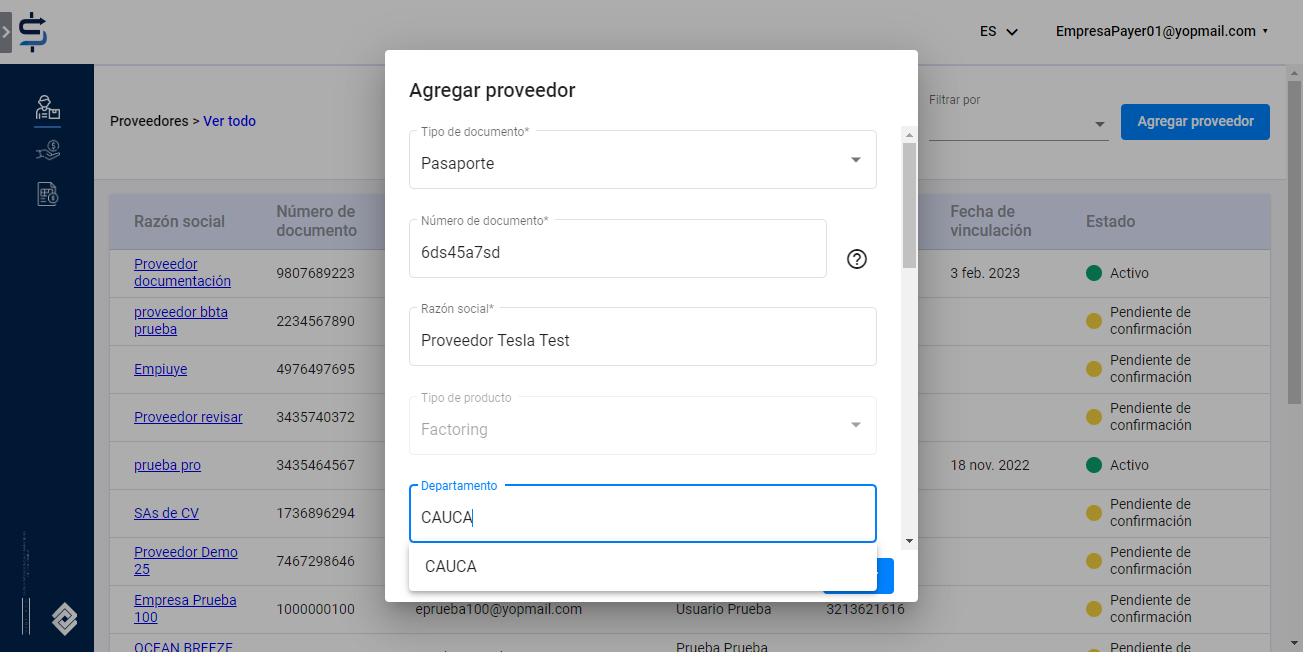 ES
EmpresaPayer01@yopmail.com
Proveedores > Ver todo
Filtrar por
Agregar proveedor
Agregar proveedor
Tipo de documento*
Pasaporte
Número de documento*
6ds45a7sd
Razón social*
Proveedor Tesla Test
Tipo de producto
Factoring
Departamento
CAUCA
CAUCA
Razón social
Número de
documento
Fecha de
vinculación
Estado
Proveedor
documentación
9807689223
3 feb. 2023
Activo
proveedor bbta
prueba
2234567890
Pendiente de
confirmación
Empiuye
4976497695
Pendiente de
confirmación
Proveedor revisar
3435740372
Pendiente de
confirmación
prueba pro
3435464567
18 nov. 2022
Activo
SAs de CV
1736896294
Pendiente de
confirmación
Proveedor Demo
25
7467298646
Pendiente de
confirmación
Empresa Prueba
100
1000000100
eprueba100@yopmail.com
Usuario Prueba
3213621616
Pendiente de
confirmación
OCEAN BREEZE
Prueba Prueba
Pendiente de